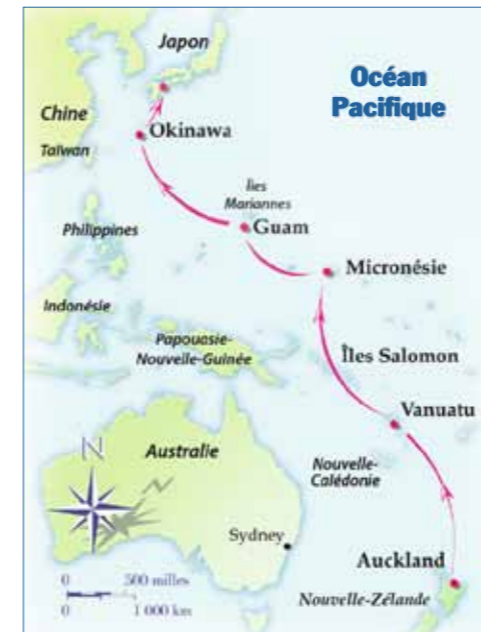 Japon
Océan
Pacifique
Chine
Okinawa
Taïwan
Îles
Mariannes
Philippines
Guam
Micronésie
Indonésie
Papouasie-
Nouvelle-Guinée
Îles Salomon
Vanuatu
N
Australie
Nouvelle-
Calédonie
Sydney
Auckland
0 500 milles
0 1 000 km
Nouvelle-Zélande